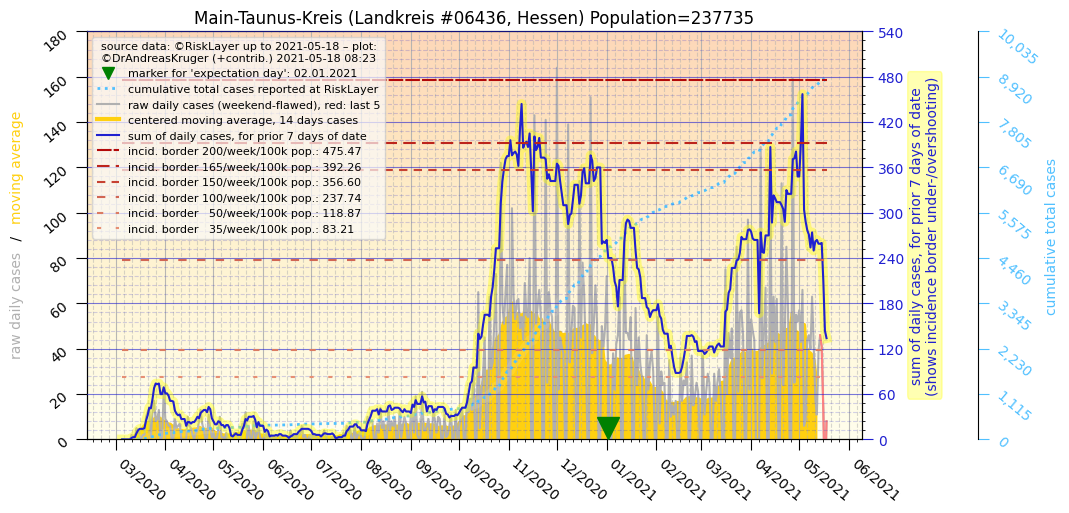 Main-Taunus-Kreis (Landkreis #06436, Hessen) Population=237735
source data: ©RiskLayer up to 2021-05-18 – plot:
©DrAndreasKruger (+contrib.) 2021-05-18 08:23
marker for 'expectation day': 02.01.2021
cumulative total cases reported at RiskLayer
raw daily cases (weekend-flawed), red: last 5
centered moving average, 14 days cases
sum of daily cases, for prior 7 days of date
incid. border 200/week/100k pop.: 475.47
incid. border 165/week/100k pop.: 392.26
incid. border 150/week/100k pop.: 356.60
incid. border 100/week/100k pop.: 237.74
incid. border 50/week/100k pop.: 118.87
incid. border 35/week/100k pop.: 83.21
raw daily cases / moving average
180
160
140
120
100
80
60
40
20
0
03/2020
04/2020
05/2020
06/2020
07/2020
08/2020
09/2020
10/2020
11/2020
12/2020
01/2021
02/2021
03/2021
04/2021
05/2021
06/2021
540
480
420
360
300
240
180
120
60
0
sum of daily cases, for prior 7 days of date
(shows incidence border under-/overshooting)
10,035
8,920
7,805
6,690
5,575
4,460
3,345
2,230
1,115
0
cumulative total cases